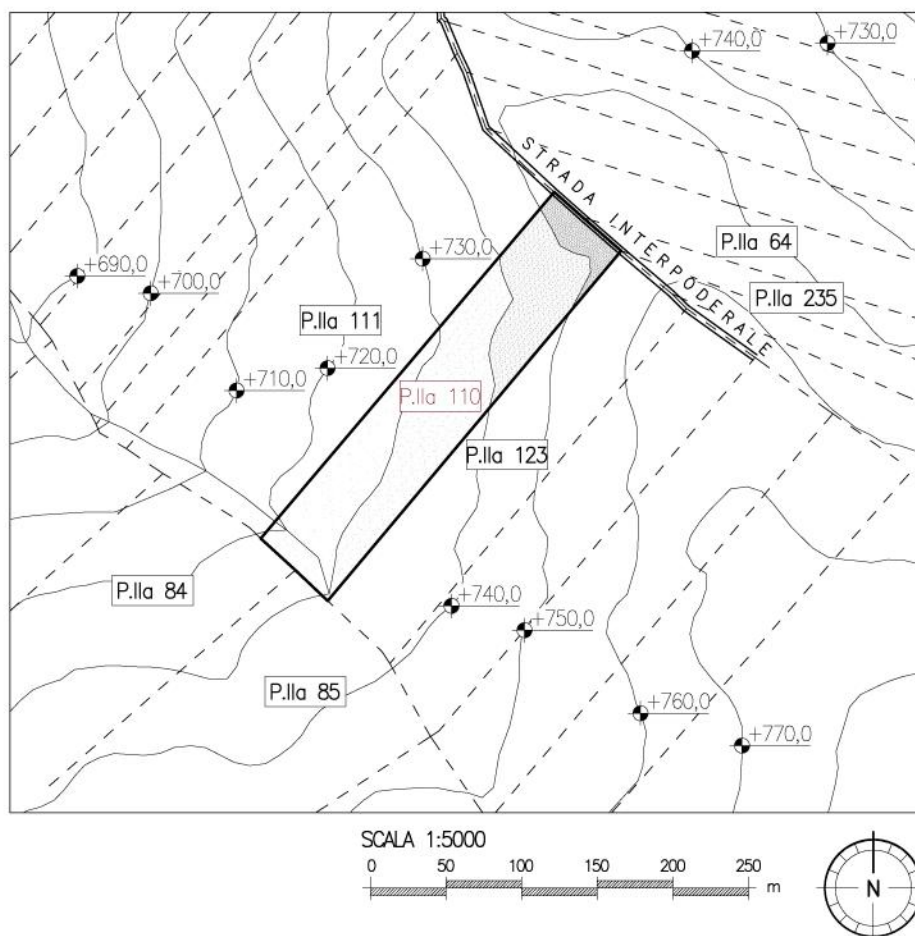 +740,0
+730,0
STRADA INTERPODERALE
P.lla 64
+730,0
+690,0
+700,0
P.lla 235
P.lla 111
+720,0
+710,0
P.lla 110
P.lla 123
P.lla 84
+740,0
+750,0
P.lla 85
+760,0
+770,0
SCALA 1:5000
0 50 100 150 200 250
m
N